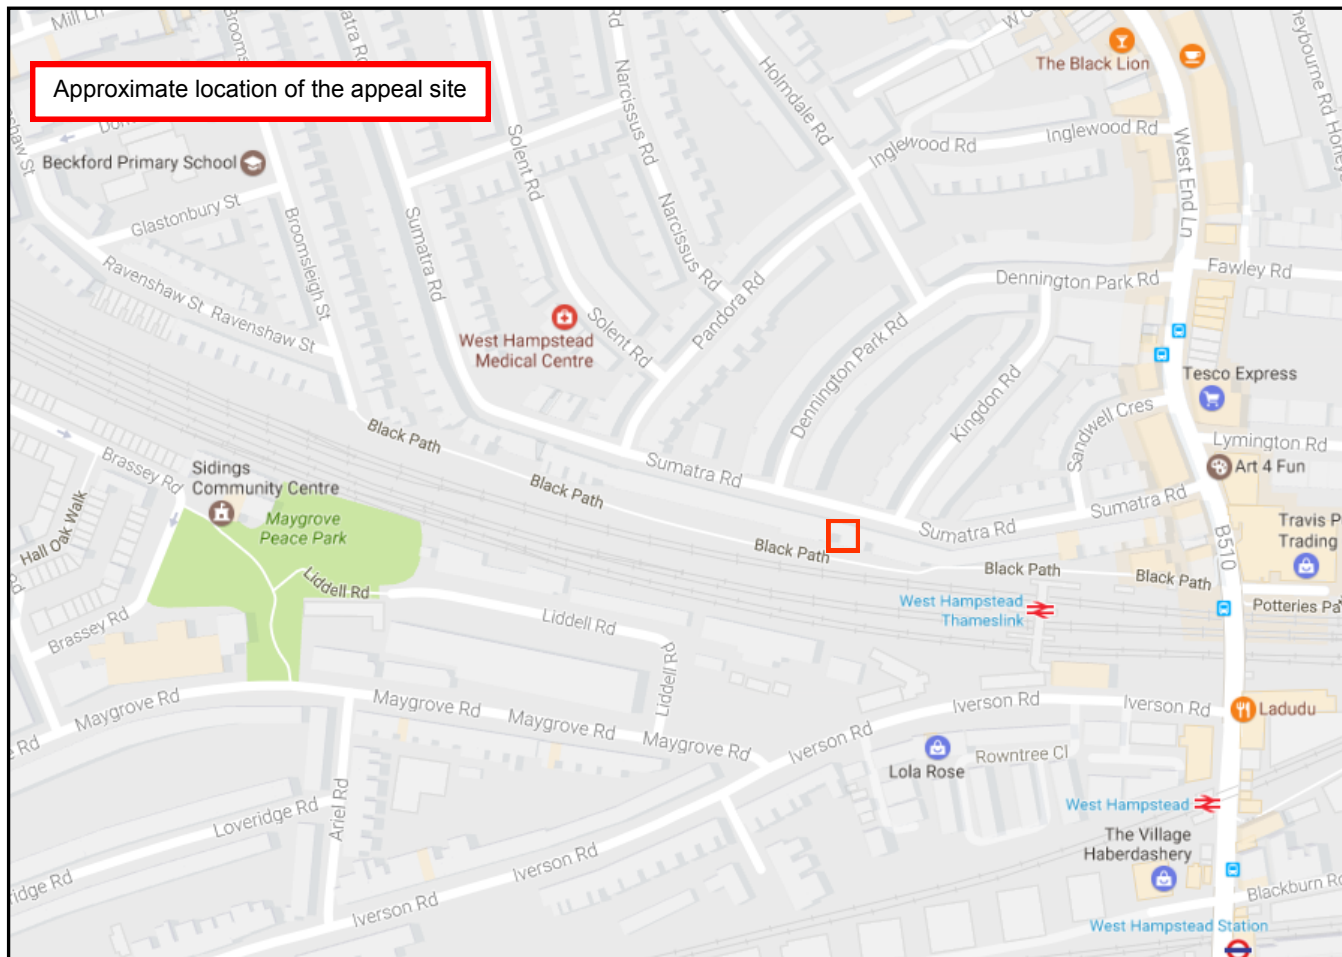 Mill Ln
Approximate location of the appeal site
Beckford Primary School
Glastonbury St
Ravenshaw St
Ravenshaw St
Broomsleigh St
Sumatra Rd
Solent Rd
Narcissus Rd
Narcissus Rd
Holmdale Rd
The Black Lion
Inglewood Rd
Inglewood Rd
West End Ln
West Hampstead
Medical Centre
Solent Rd
Pandora Rd
Dennington Park Rd
Dennington Park Rd
Fawley Rd
Kingdon Rd
Sandwell Cres
Tesco Express
Lymington Rd
Art 4 Fun
Travis P
Trading
Black Path
Sumatra Rd
Black Path
Sumatra Rd
Sumatra Rd
B510
Brassey Rd
Sidings
Community Centre
Maygrove
Peace Park
Hall Oak Walk
Black Path
Black Path
Black Path
Potteries Pa
West Hampstead
Thameslink
Liddell Rd
Liddell Rd
Liddell Rd
Brassey Rd
Maygrove Rd
Maygrove Rd
Maygrove Rd
Maygrove Rd
Iverson Rd
Iverson Rd
Iverson Rd
Ladudu
Lola Rose
Rowntree Cl
West Hampstead
The Village
Haberdashery
Loveridge Rd
Ariel Rd
idge Rd
Iverson Rd
Iverson Rd
Blackburn Rd
West Hampstead Station